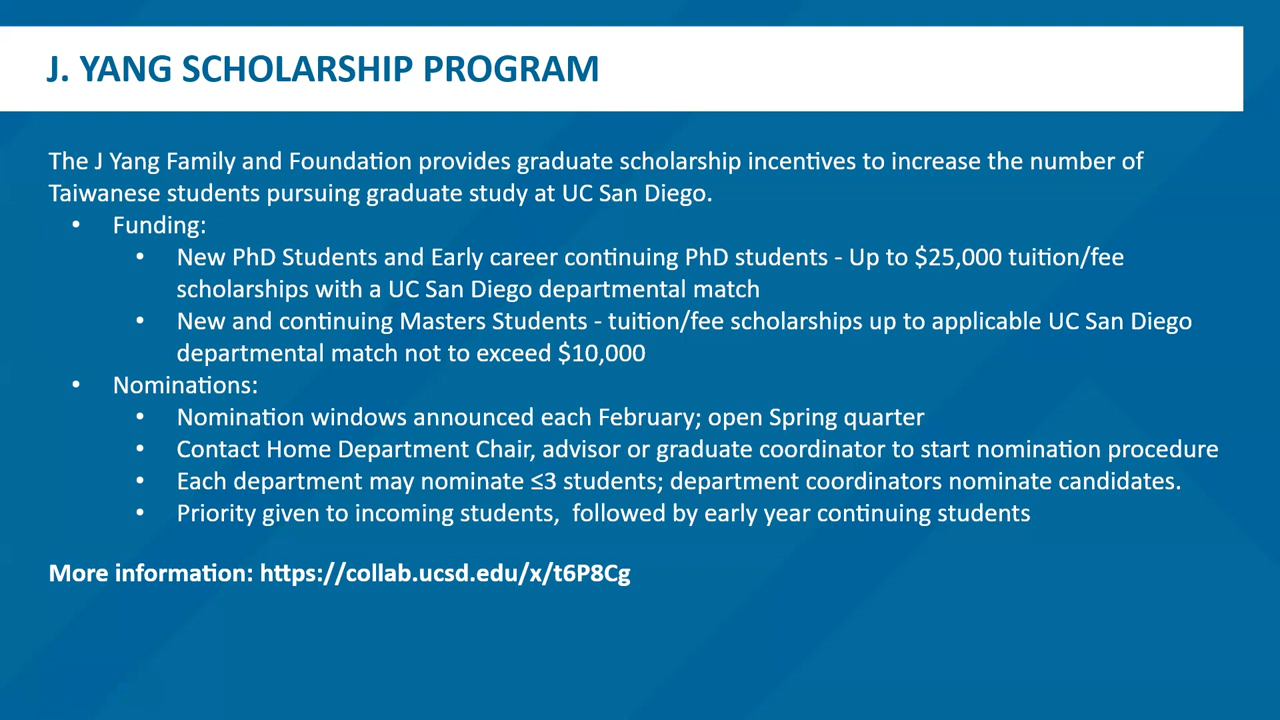 J. YANG SCHOLARSHIP PROGRAM
The J Yang Family and Foundation provides graduate scholarship incentives to increase the number of
Taiwanese students pursuing graduate study at UC San Diego.
• Funding:
• New PhD Students and Early career continuing PhD students - Up to $25,000 tuition/fee
scholarships with a UC San Diego departmental match
• New and continuing Masters Students - tuition/fee scholarships up to applicable UC San Diego
departmental match not to exceed $10,000
• Nominations:
• Nomination windows announced each February; open Spring quarter
• Contact Home Department Chair, advisor or graduate coordinator to start nomination procedure
• Each department may nominate ≤3 students; department coordinators nominate candidates.
• Priority given to incoming students,  followed by early year continuing students
More information: https://collab.ucsd.edu/x/t6P8Cg